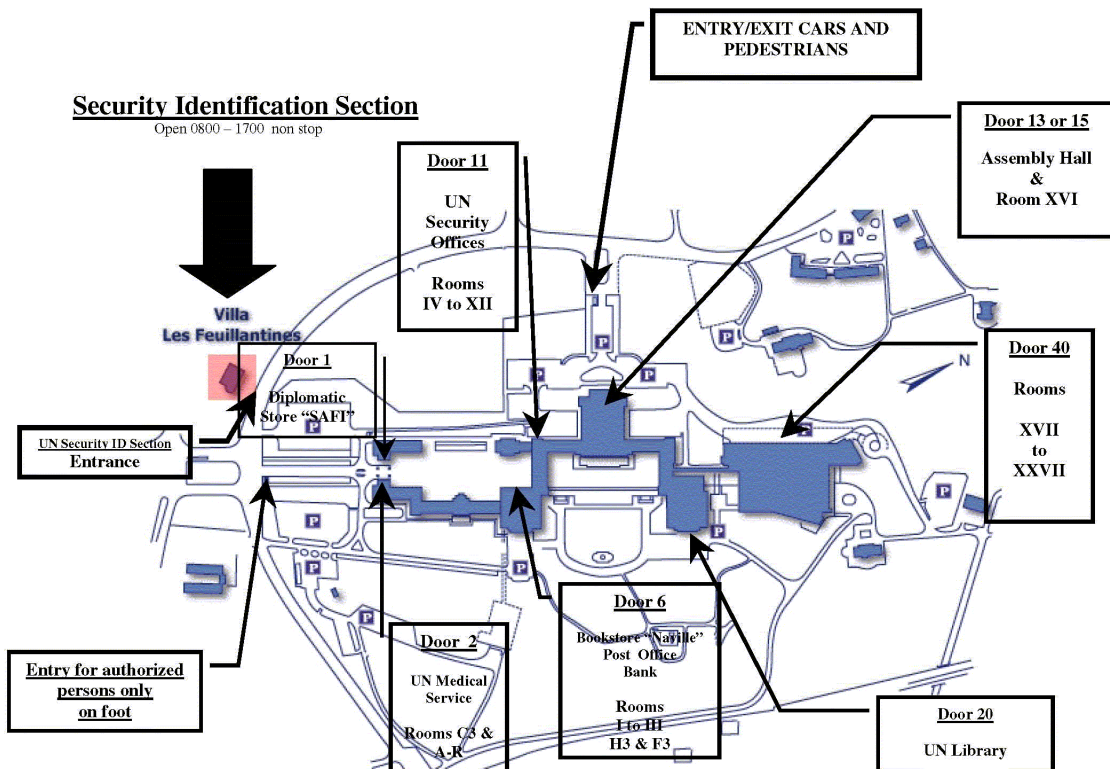 ENTRY/EXIT CARS AND
PEDESTRIANS
Security Identification Section
Open 0800 – 1700 non stop
Door 13 or 15
Assembly Hall
&
Room XVI
Door 11
UN
Security
Offices
Rooms
IV to XII
P
P
P
P
P
Villa
Les Feuillantines
Door 1
Diplomatic
Store “SAFI”
P
Door 40
Rooms
XVII
to
XXVII
N
UN Security ID Section
Entrance
P
P
P
P
P
P
P
Door 2
UN Medical
Service
Rooms C3 &
A-R
Door 6
Bookstore “Naville”
Post Office
Bank
Rooms
I to III
H3 & F3
Entry for authorized
persons only
on foot
Door 20
UN Library